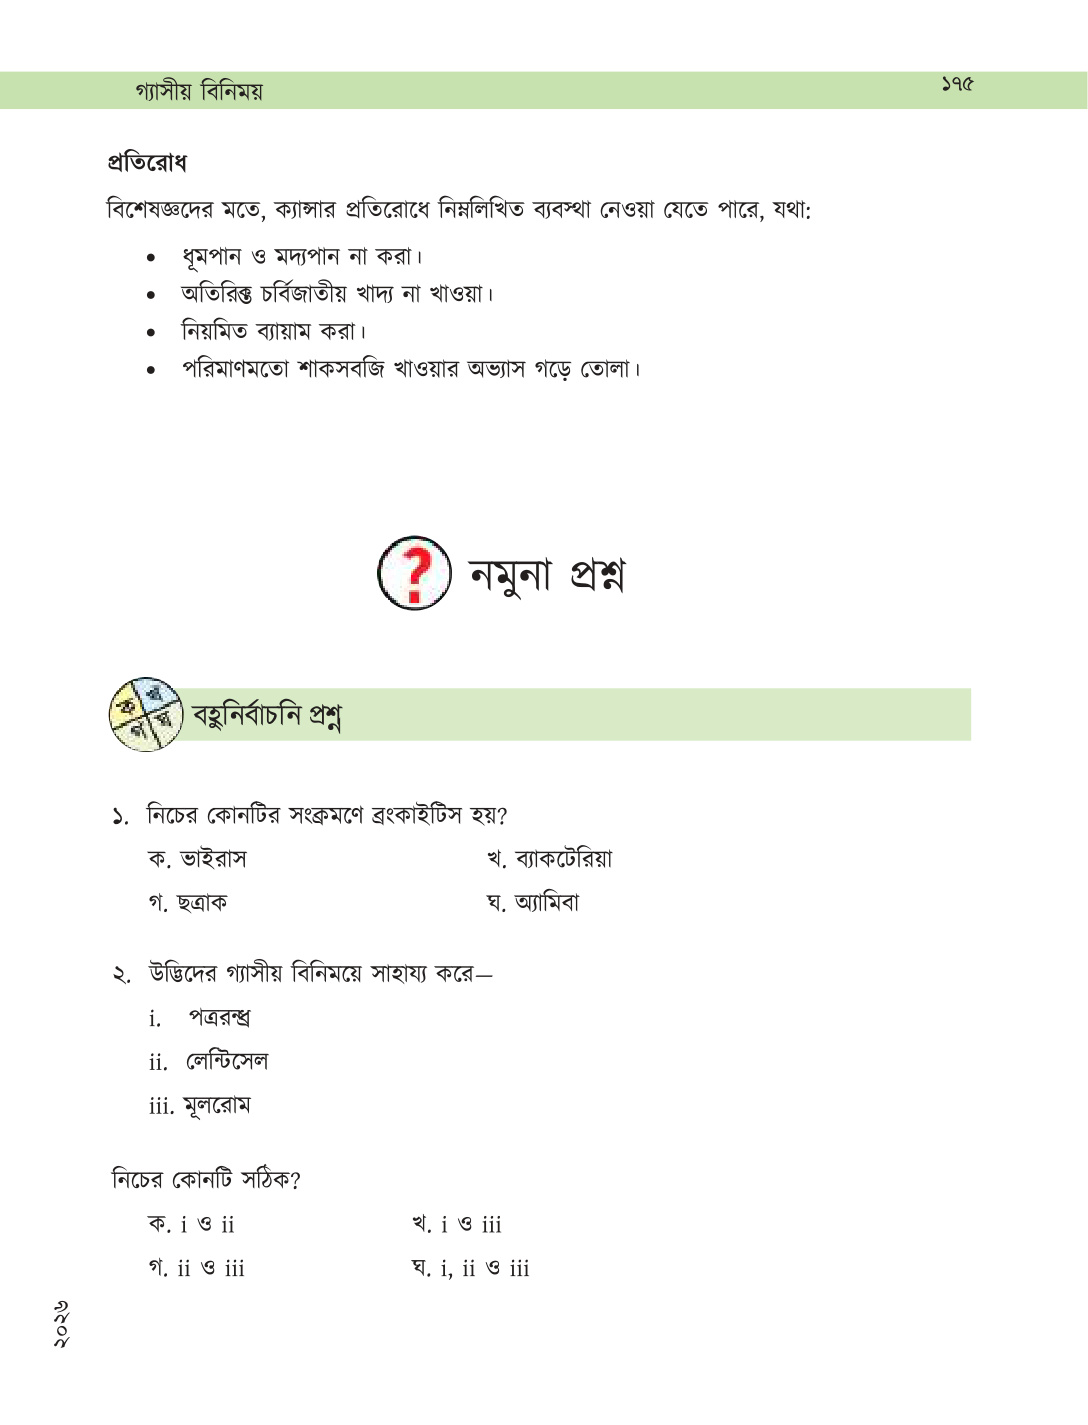 গ্যাসীয় বিনিময়
১৭৫
প্রতিরোধ
বিশেষজ্ঞদের মতে, ক্যান্সার প্রতিরোধে নিম্নলিখিত ব্যবস্থা নেওয়া যেতে পারে, যথা:
• ধূমপান ও মদ্যপান না করা।
• অতিরিক্ত চর্বিজাতীয় খাদ্য না খাওয়া।
• নিয়মিত ব্যায়াম করা।
• পরিমাণমতো শাকসবজি খাওয়ার অভ্যাস গড়ে তোলা।
? নমুনা প্রশ্ন
ক খ গ ঘ
বহুনির্বাচনি প্রশ্ন
১. নিচের কোনটির সংক্রমণে ব্রংকাইটিস হয়?
ক. ভাইরাস খ. ব্যাকটেরিয়া
গ. ছত্রাক ঘ. অ্যামিবা
২. উদ্ভিদের গ্যাসীয় বিনিময়ে সাহায্য করে—
i. পত্ররন্ধ্র
ii. লেন্টিসেল
iii. মূলরোম
নিচের কোনটি সঠিক?
ক. i ও ii খ. i ও iii
গ. ii ও iii ঘ. i, ii ও iii
২০২৬